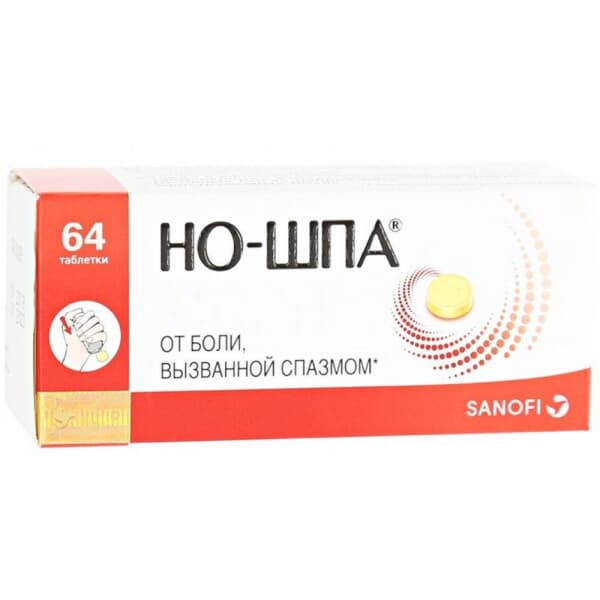 64
таблетки
НО-ШПА®
ОТ БОЛИ,
ВЫЗВАННОЙ СПАЗМОМ*
SANOFI